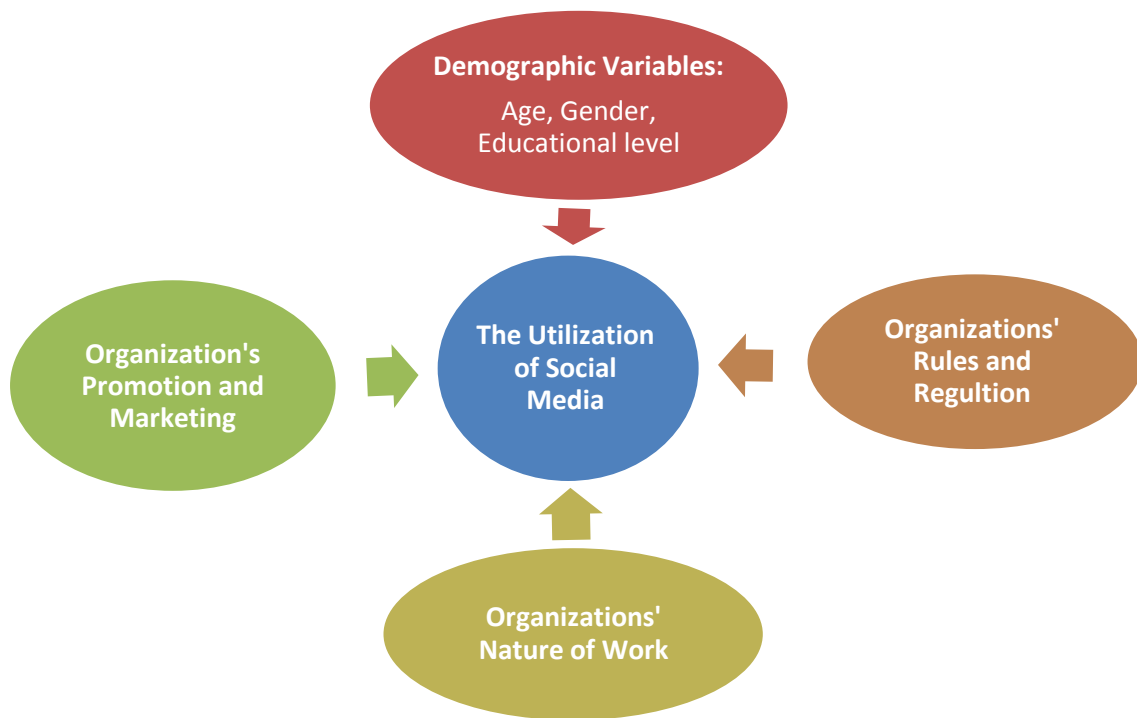 Demographic Variables:
Age, Gender,
Educational level
The Utilization
of Social
Media
Organization's
Promotion and
Marketing
Organizations'
Rules and
Regultion
Organizations'
Nature of Work